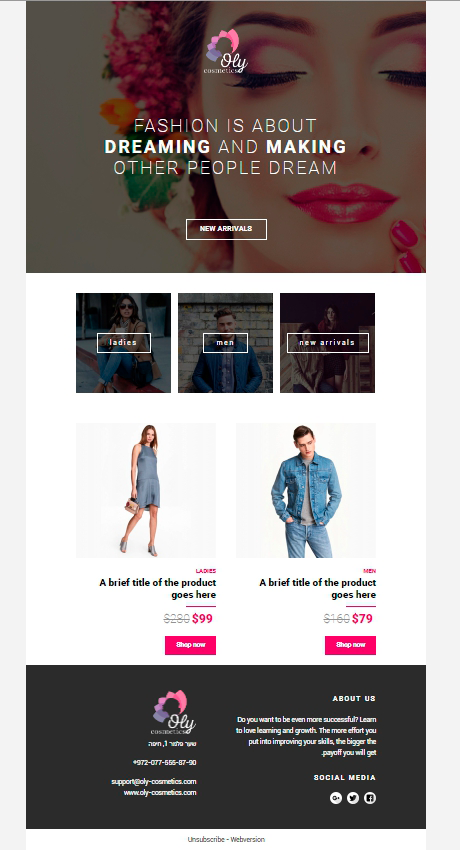 Oly
cosmetics
FASHION IS ABOUT
DREAMING AND MAKING
OTHER PEOPLE DREAM
NEW ARRIVALS
ladies
men
new arrivals
LADIES
A brief title of the product
goes here
$280 $99
Shop now
MEN
A brief title of the product
goes here
$160 $79
Shop now
Oly
cosmetics
שער פלמר 1, חיפה
+972-077-555-87-90
support@oly-cosmetics.com
www.oly-cosmetics.com
ABOUT US
Do you want to be even more successful? Learn
to love learning and growth. The more effort you
put into improving your skills, the bigger the
.payoff you will get
SOCIAL MEDIA
Unsubscribe - Webversion